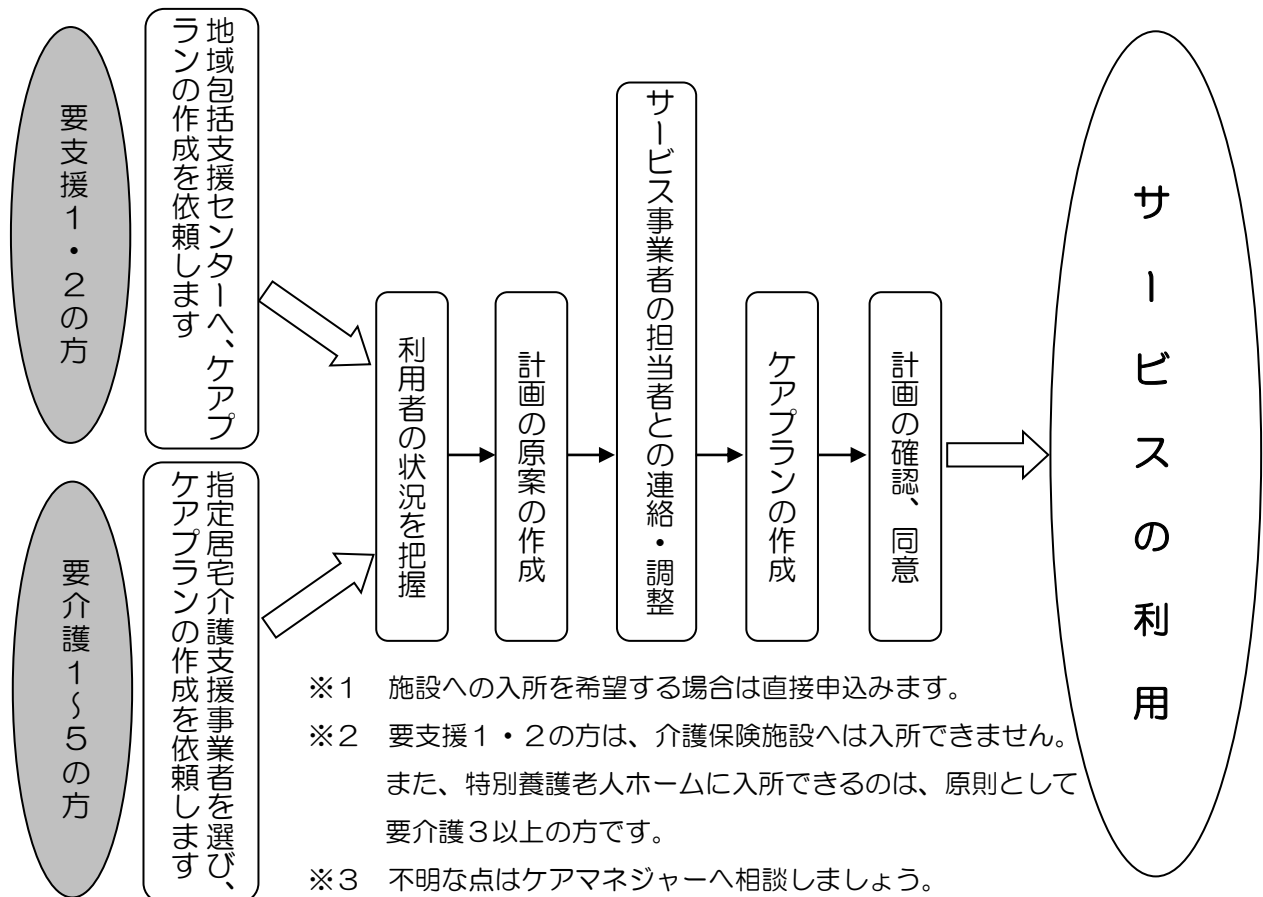 要支援１・２の方
地域包括支援センターへ、ケアプ
ランの作成を依頼します
要介護１～５の方
指定居宅介護支援事業者を選び、
ケアプランの作成を依頼します
利用者の状況を把握
計画の原案の作成
サービス事業者の担当者との連絡・調整
ケアプランの作成
計画の確認、同意
サービスの利用
※１　施設への入所を希望する場合は直接申込みます。
※２　要支援１・２の方は、介護保険施設へは入所できません。
また、特別養護老人ホームに入所できるのは、原則として
要介護３以上の方です。
※３　不明な点はケアマネジャーへ相談しましょう。